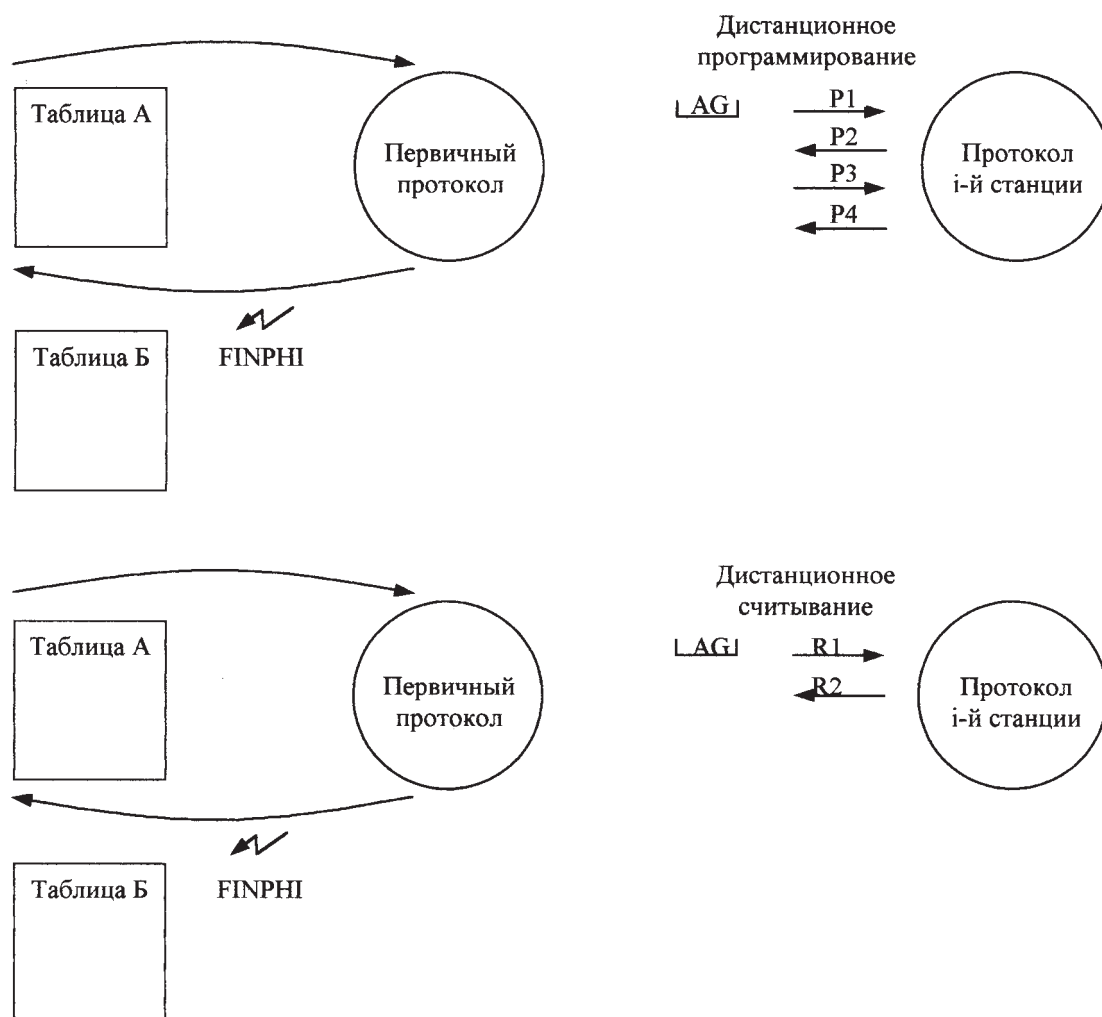 Дистанционное
программирование
Таблица А
AG
P1
P2
P3
P4
Первичный
протокол
Протокол
i-й станции
Таблица Б
FINPHI
Дистанционное
считывание
Таблица А
AG
R1
R2
Первичный
протокол
Протокол
i-й станции
Таблица Б
FINPHI